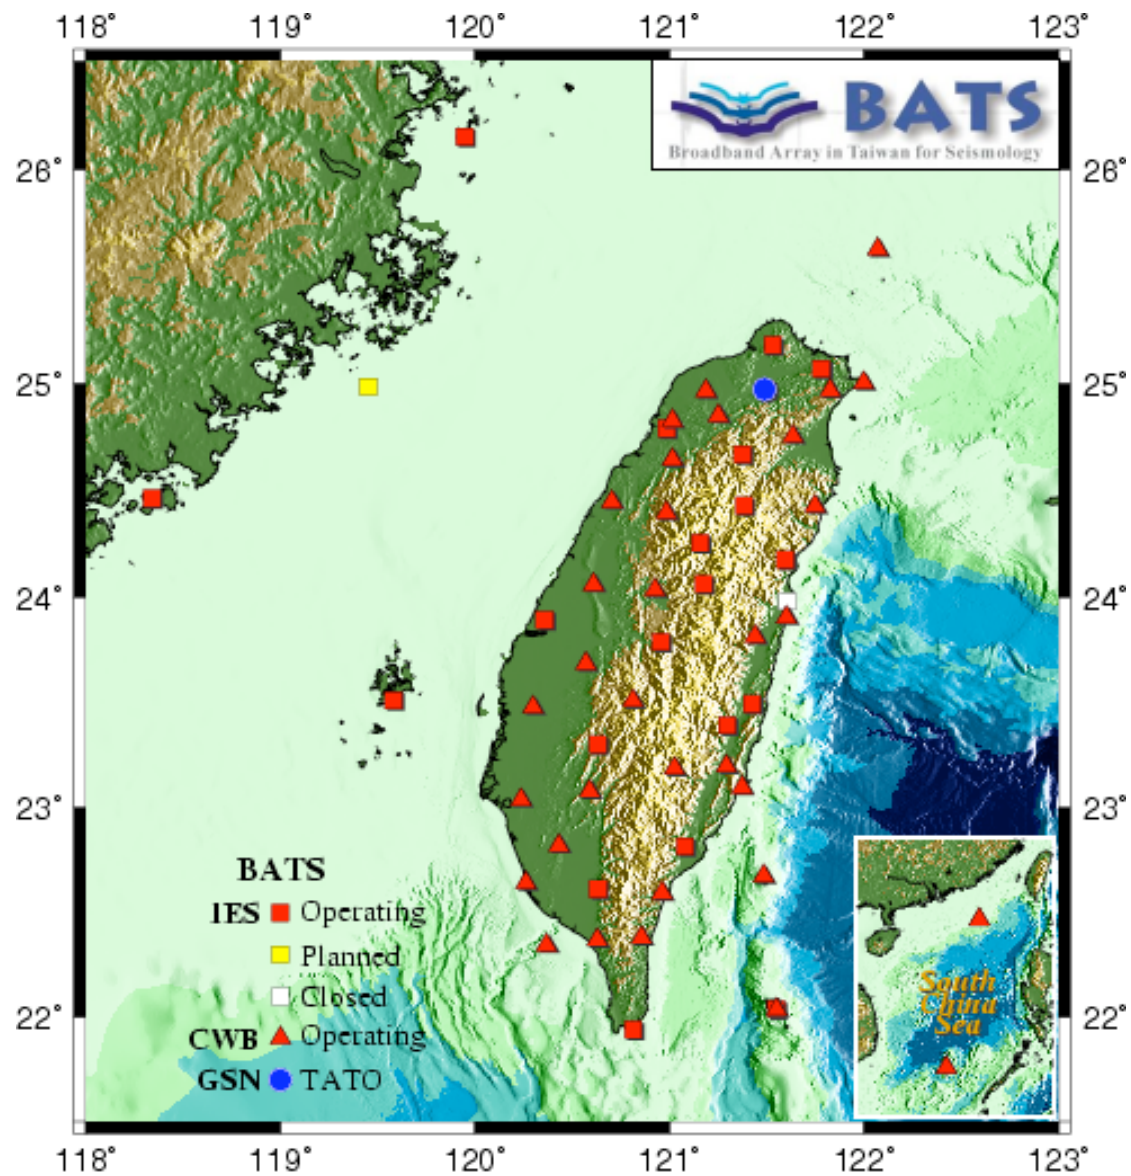 118° 119° 120° 121° 122° 123°
BATS
Broadband Array in Taiwan for Seismology
26° 26°
25° 25°
24° 24°
23° 23°
BATS
IES Operating
Planned
Closed
CWB Operating
GSN TATO
South
China
Sea
22° 22°
118° 119° 120° 121° 122° 123°